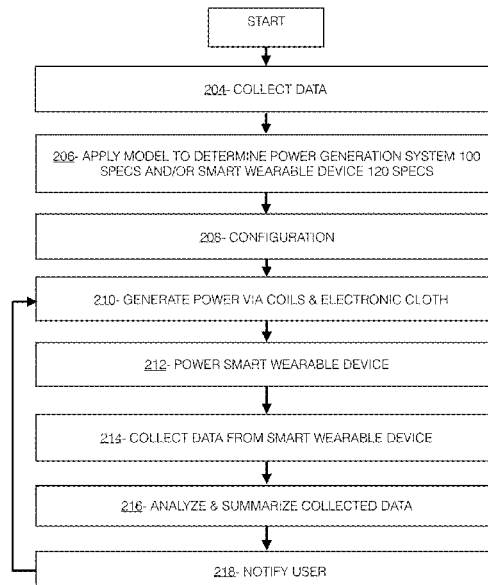 START
204- COLLECT DATA
206- APPLY MODEL TO DETERMINE POWER GENERATION SYSTEM 100
SPECS AND/OR SMART WEARABLE DEVICE 120 SPECS
208- CONFIGURATION
210- GENERATE POWER VIA COILS & ELECTRONIC CLOTH
212- POWER SMART WEARABLE DEVICE
214- COLLECT DATA FROM SMART WEARABLE DEVICE
216- ANALYZE & SUMMARIZE COLLECTED DATA
218- NOTIFY USER